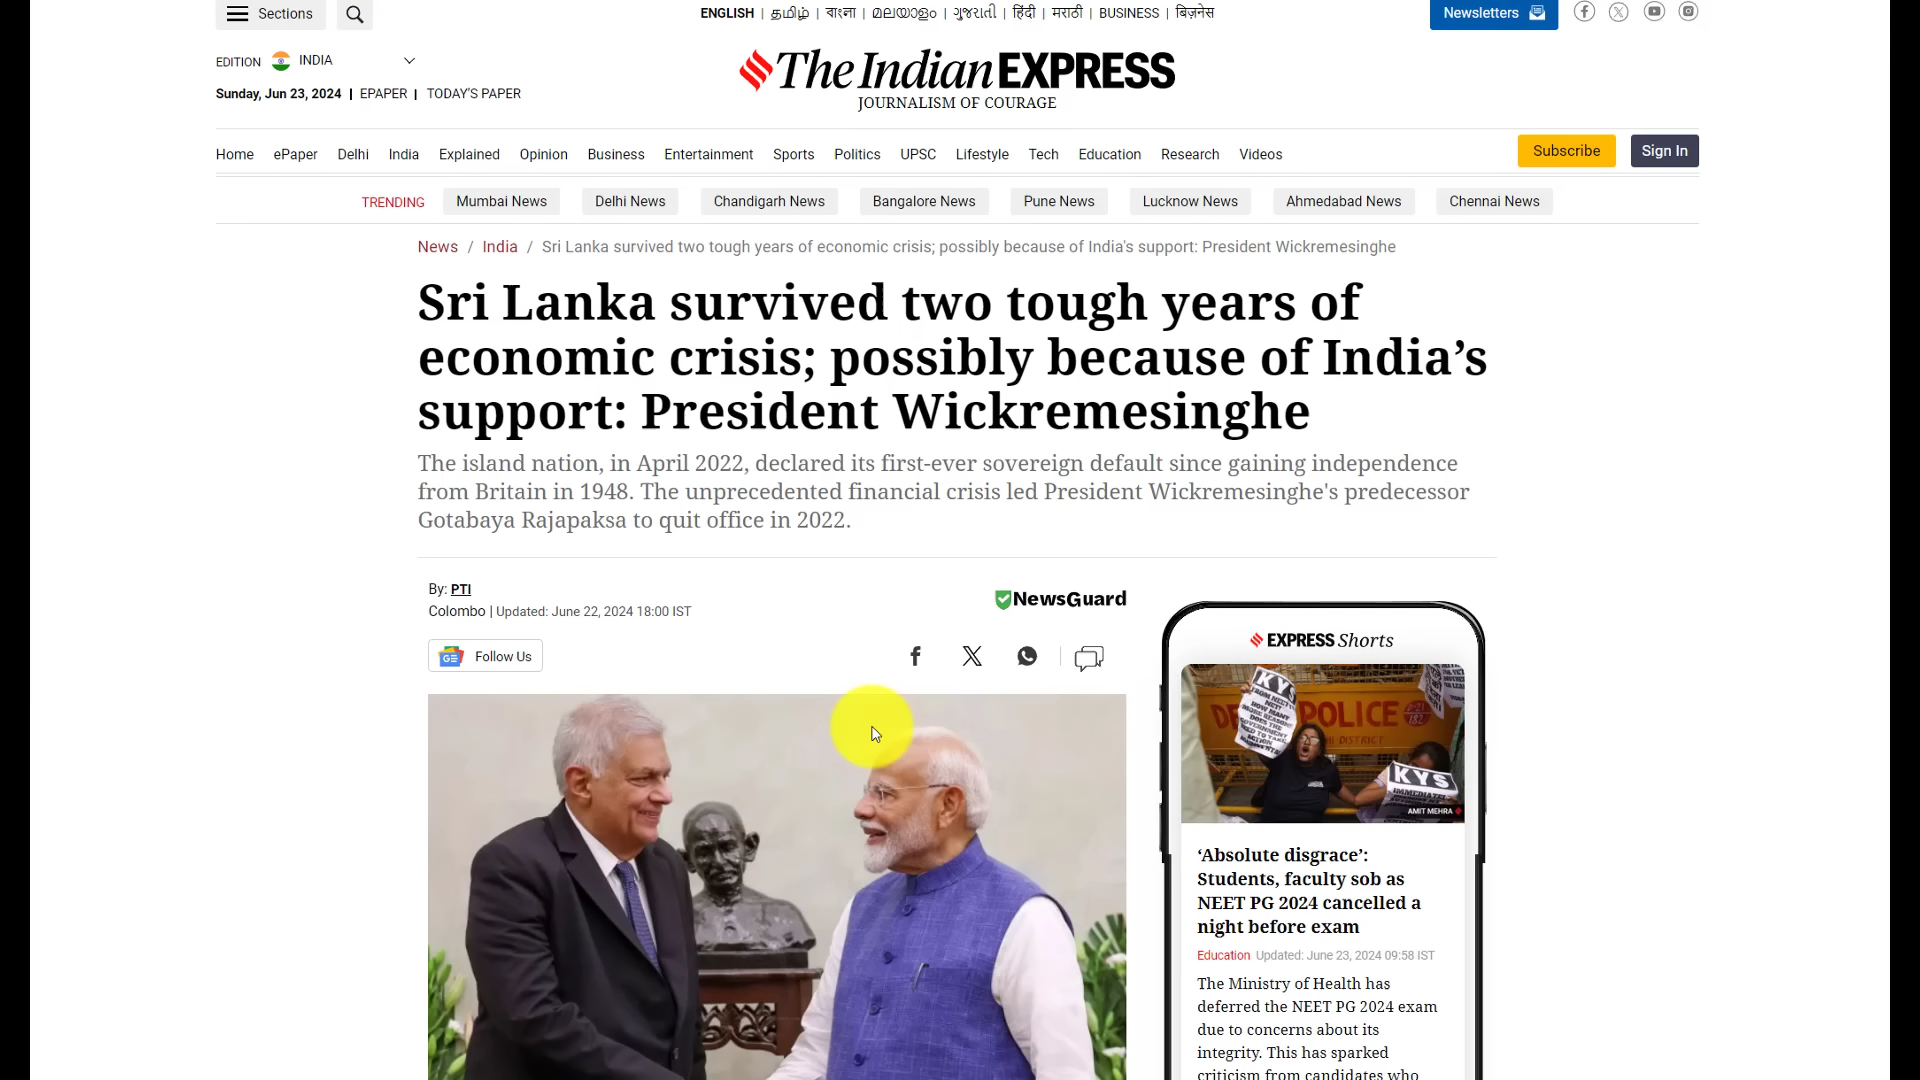 Sections
ENGLISH | தமிழ் | বাংলা | മലയാളം | ગુજરાતી | हिंदी | मराठी | BUSINESS | बिज़नेस
Newsletters
EDITION INDIA
Sunday, Jun 23, 2024 | EPAPER | TODAY'S PAPER
The Indian EXPRESS
JOURNALISM OF COURAGE
Home ePaper Delhi India Explained Opinion Business Entertainment Sports Politics UPSC Lifestyle Tech Education Research Videos
Subscribe
Sign In
TRENDING Mumbai News Delhi News Chandigarh News Bangalore News Pune News Lucknow News Ahmedabad News Chennai News
News / India / Sri Lanka survived two tough years of economic crisis; possibly because of India's support: President Wickremesinghe
Sri Lanka survived two tough years of
economic crisis; possibly because of India’s
support: President Wickremesinghe
The island nation, in April 2022, declared its first-ever sovereign default since gaining independence
from Britain in 1948. The unprecedented financial crisis led President Wickremesinghe's predecessor
Gotabaya Rajapaksa to quit office in 2022.
By: PTI
Colombo | Updated: June 22, 2024 18:00 IST
NewsGuard
GE Follow Us
EXPRESS Shorts
KYS
POLICE
DISTRICT
KYS
IMMEDIATE
AMIT MEHRA
‘Absolute disgrace’:
Students, faculty sob as
NEET PG 2024 cancelled a
night before exam
Education Updated: June 23, 2024 09:58 IST
The Ministry of Health has
deferred the NEET PG 2024 exam
due to concerns about its
integrity. This has sparked
criticism from candidates who